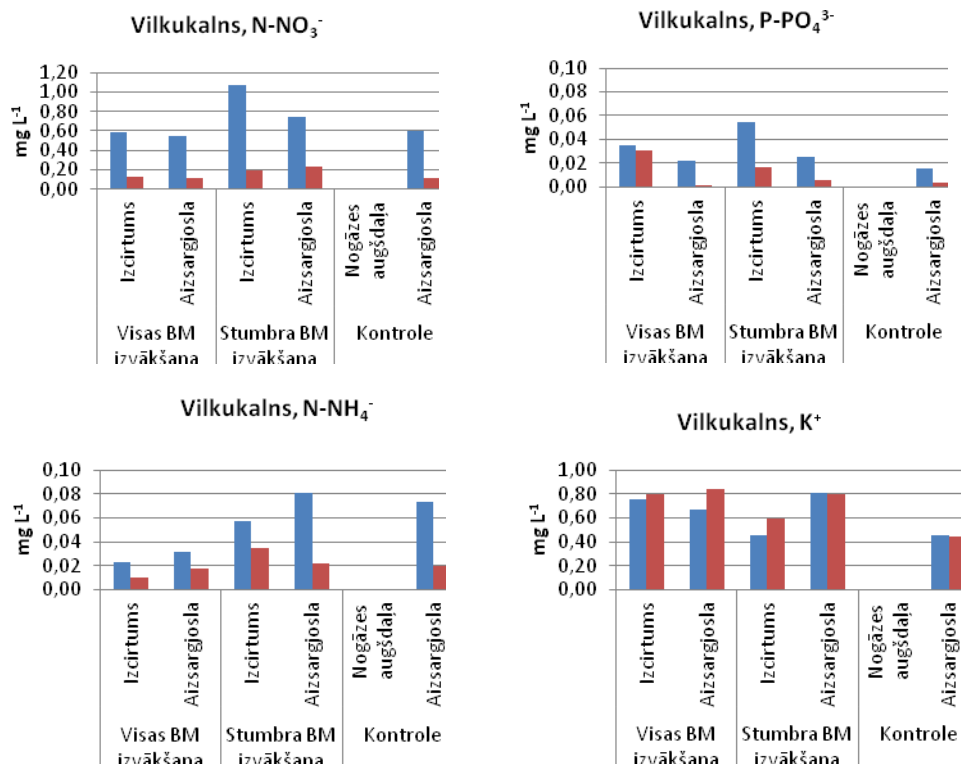 Vilkukalns, N-NO₃⁻
mg L⁻¹
1,20
1,00
0,80
0,60
0,40
0,20
0,00
Izcirtums
Aizsargjosla
Izcirtums
Aizsargjosla
Nogāzes
augšdaļa
Aizsargjosla
Visas BM
izvākšana
Stumbra BM
izvākšana
Kontrole
Vilkukalns, P-PO₄³⁻
mg L⁻¹
0,10
0,08
0,06
0,04
0,02
0,00
Izcirtums
Aizsargjosla
Izcirtums
Aizsargjosla
Nogāzes
augšdaļa
Aizsargjosla
Visas BM
izvākšana
Stumbra BM
izvākšana
Kontrole
Vilkukalns, N-NH₄⁻
mg L⁻¹
0,10
0,08
0,06
0,04
0,02
0,00
Izcirtums
Aizsargjosla
Izcirtums
Aizsargjosla
Nogāzes
augšdaļa
Aizsargjosla
Visas BM
izvākšana
Stumbra BM
izvākšana
Kontrole
Vilkukalns, K⁺
mg L⁻¹
1,00
0,80
0,60
0,40
0,20
0,00
Izcirtums
Aizsargjosla
Izcirtums
Aizsargjosla
Nogāzes
augšdaļa
Aizsargjosla
Visas BM
izvākšana
Stumbra BM
izvākšana
Kontrole